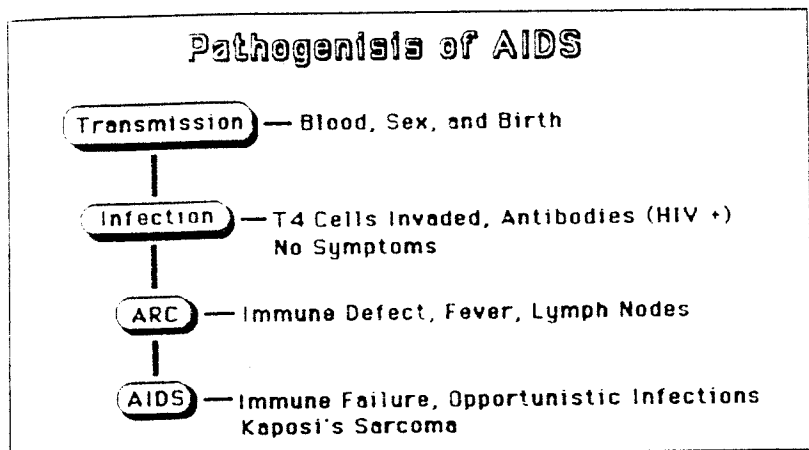 Pathogenisis of AIDS
Transmission — Blood, Sex, and Birth
Infection — T4 Cells Invaded, Antibodies (HIV +)
No Symptoms
ARC — Immune Defect, Fever, Lymph Nodes
AIDS — Immune Failure, Opportunistic Infections
Kaposi's Sarcoma